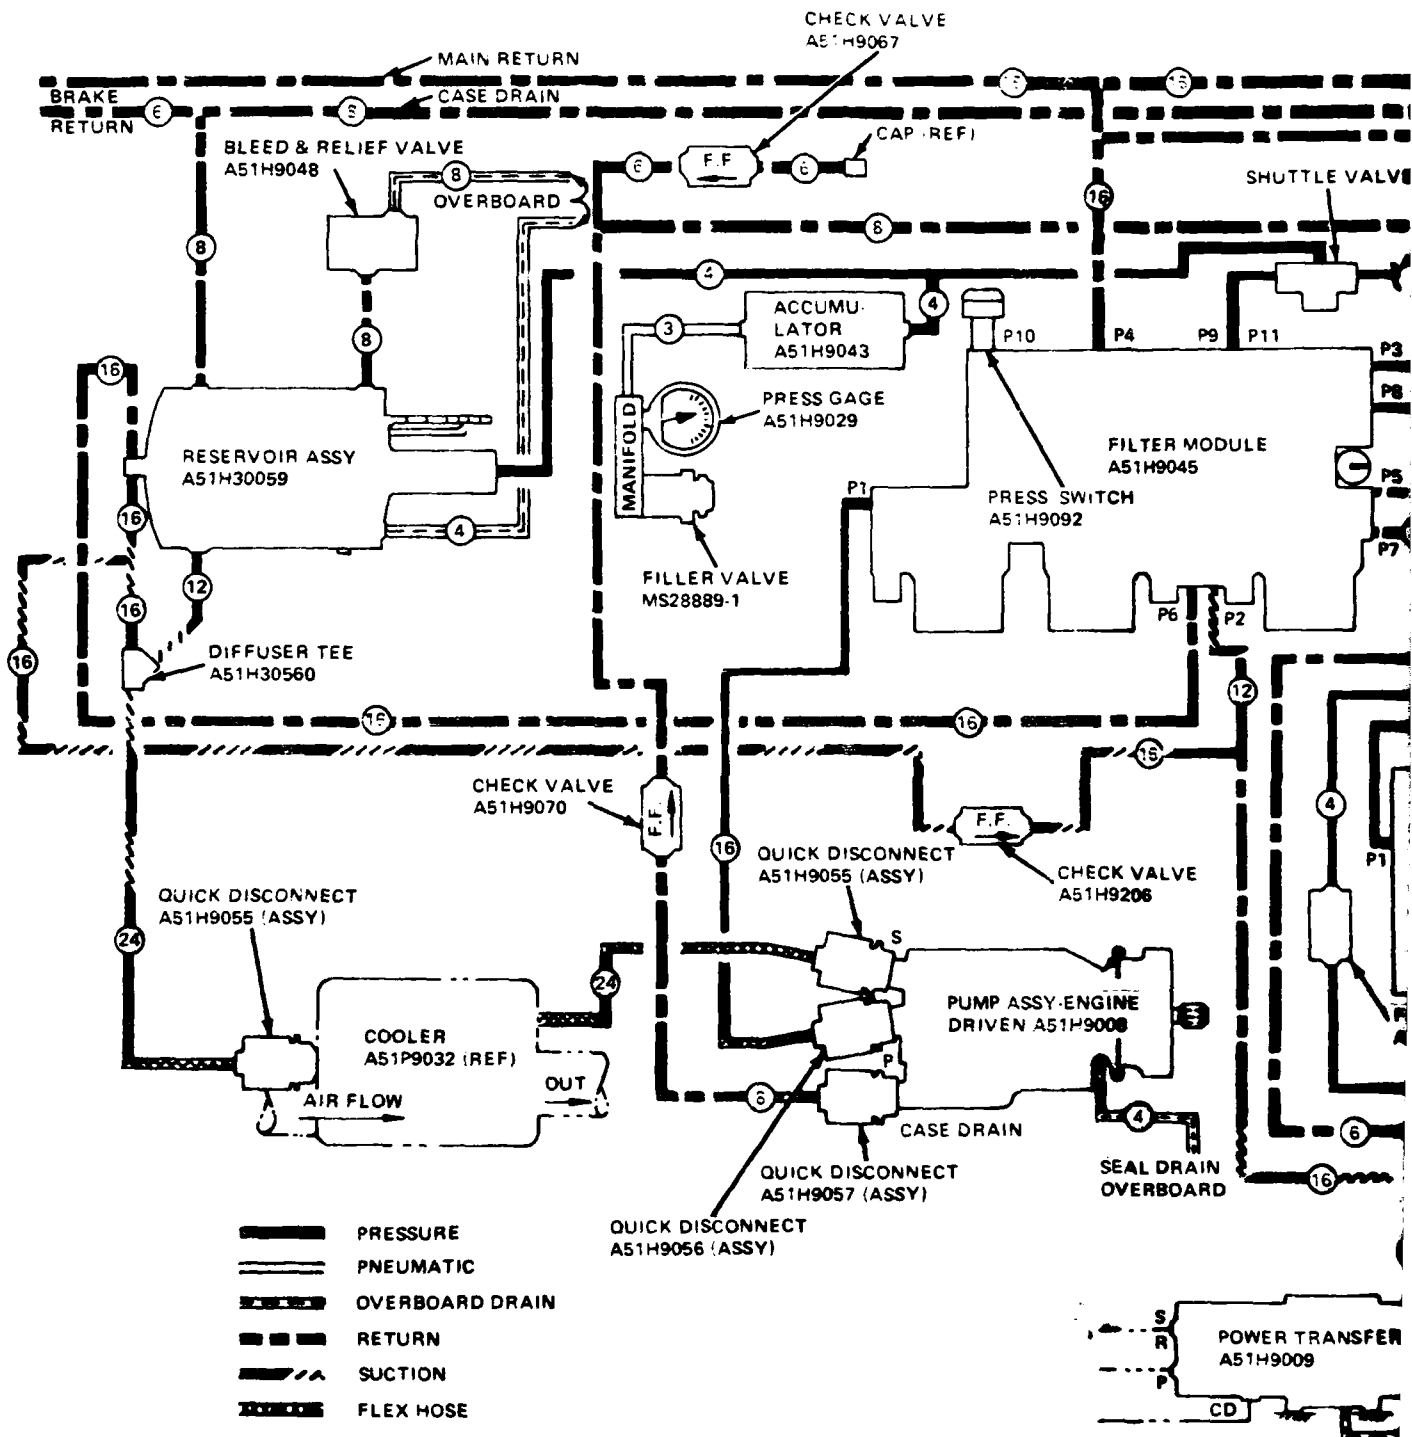 CHECK VALVE
A51H9067
MAIN RETURN
16
16
BRAKE
RETURN
6
8
CASE DRAIN
BLEED & RELIEF VALVE
A51H9048
8
OVERBOARD
6
F.F
6
CAP (REF)
16
SHUTTLE VALVE
8
8
4
8
3
ACCUMU-
LATOR
A51H9043
4
P10
P4
P9
P11
P3
P8
16
PRESS GAGE
A51H9029
MANIFOLD
FILTER MODULE
A51H9045
RESERVOIR ASSY
A51H30059
P1
PRESS SWITCH
A51H9092
P5
P7
16
4
12
FILLER VALVE
MS28889-1
16
P6
P2
16
DIFFUSER TEE
A51H30560
12
16
16
16
CHECK VALVE
A51H9070
F.F.
F.F.
4
16
QUICK DISCONNECT
A51H9055 (ASSY)
CHECK VALVE
A51H9206
P1
QUICK DISCONNECT
A51H9055 (ASSY)
24
S
24
PUMP ASSY-ENGINE
DRIVEN A51H9008
COOLER
A51P9032 (REF)
P
OUT
AIR FLOW
6
CASE DRAIN
4
6
QUICK DISCONNECT
A51H9057 (ASSY)
SEAL DRAIN
OVERBOARD
16
QUICK DISCONNECT
A51H9056 (ASSY)
PRESSURE
PNEUMATIC
OVERBOARD DRAIN
RETURN
SUCTION
FLEX HOSE
S
R
P
POWER TRANSFER
A51H9009
CD